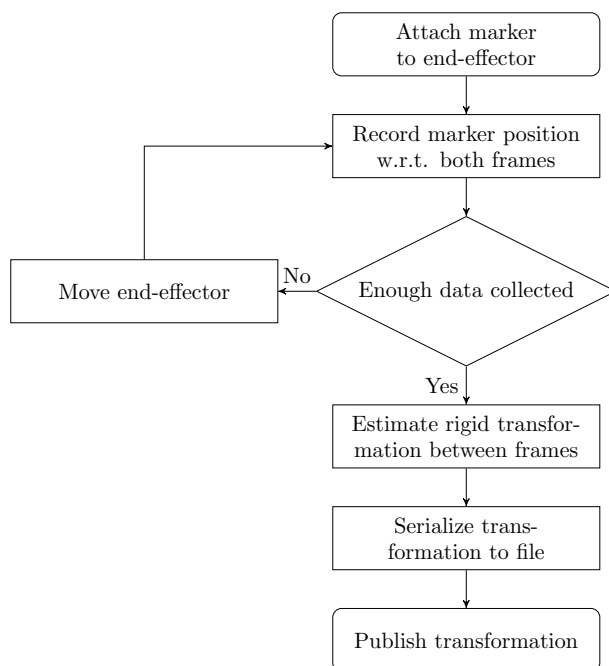 Attach marker
to end-effector
Record marker position
w.r.t. both frames
Enough data collected
No
Move end-effector
Yes
Estimate rigid transfor-
mation between frames
Serialize trans-
formation to file
Publish transformation